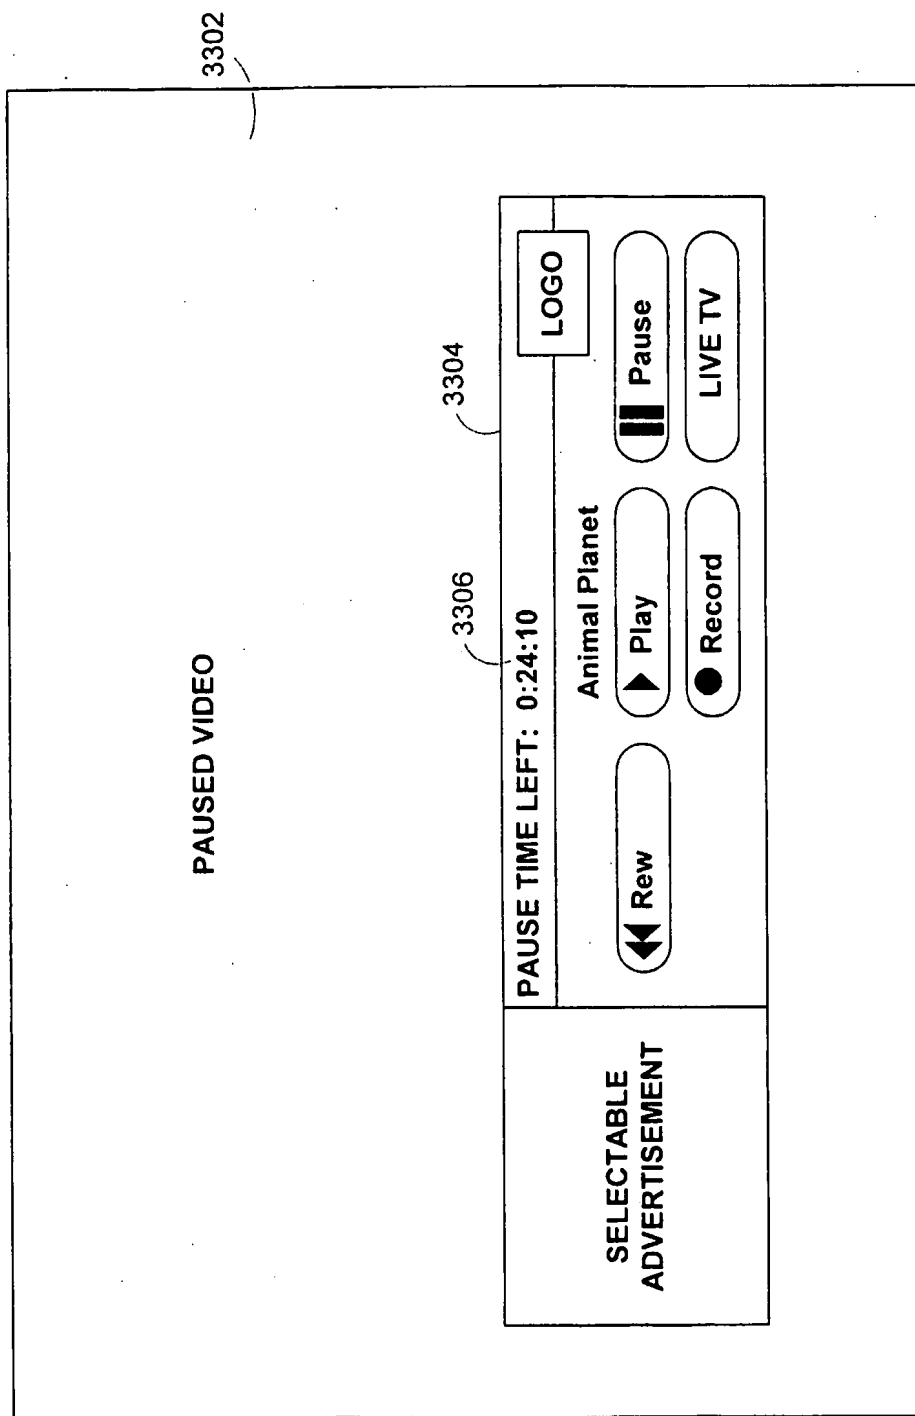 3302
PAUSED VIDEO
3304
3306
PAUSE TIME LEFT: 0:24:10
LOGO
SELECTABLE
ADVERTISEMENT
Animal Planet
Rew
Play
Pause
Record
LIVE TV